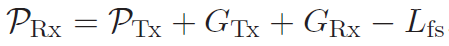 𝒫_Rx = 𝒫_Tx + G_Tx + G_Rx − L_fs